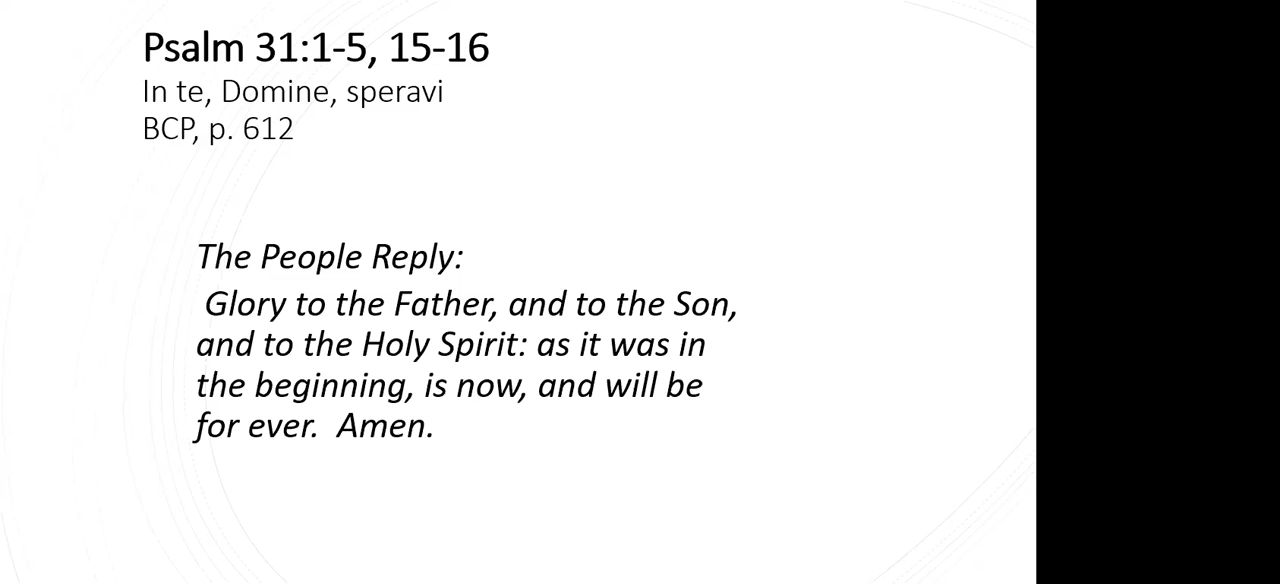 Psalm 31:1-5, 15-16
In te, Domine, speravi
BCP, p. 612
The People Reply:
Glory to the Father, and to the Son,
and to the Holy Spirit: as it was in
the beginning, is now, and will be
for ever.  Amen.